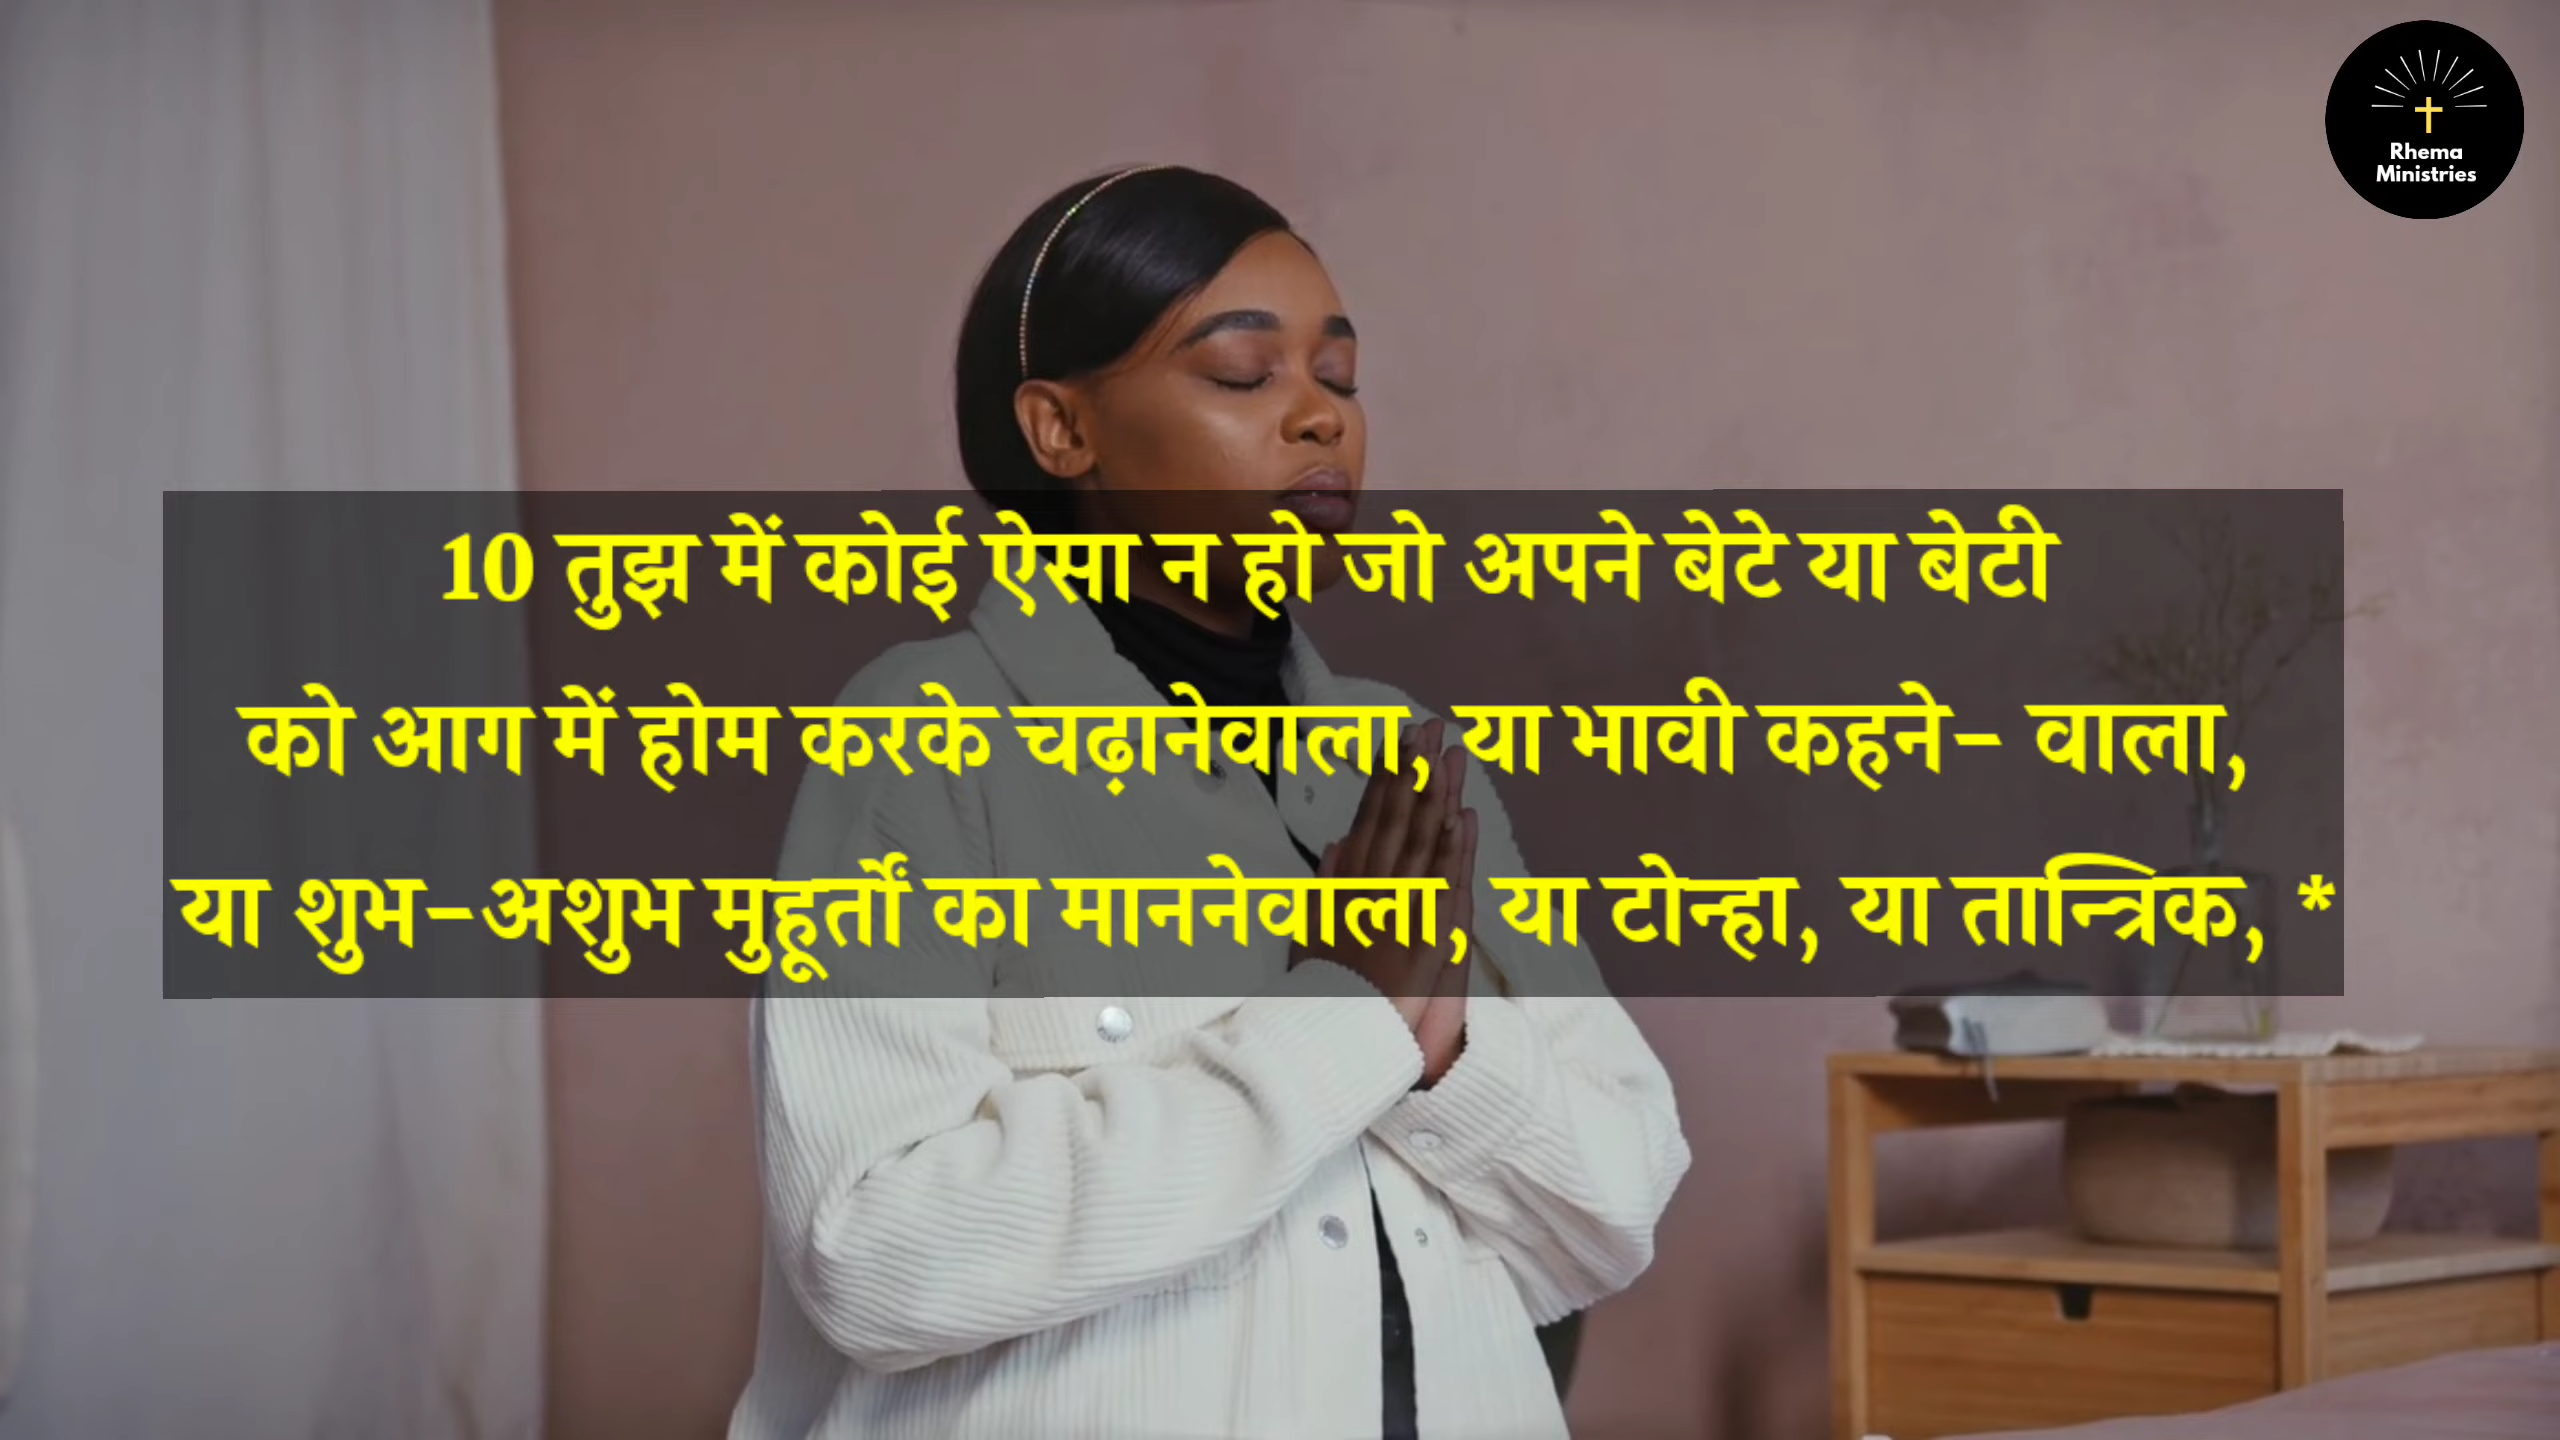 Rhema
Ministries
10 तुझ में कोई ऐसा न हो जो अपने बेटे या बेटी
को आग में होम करके चढ़ानेवाला, या भावी कहने- वाला,
या शुभ-अशुभ मुहूर्तों का माननेवाला, या टोन्हा, या तान्त्रिक, *